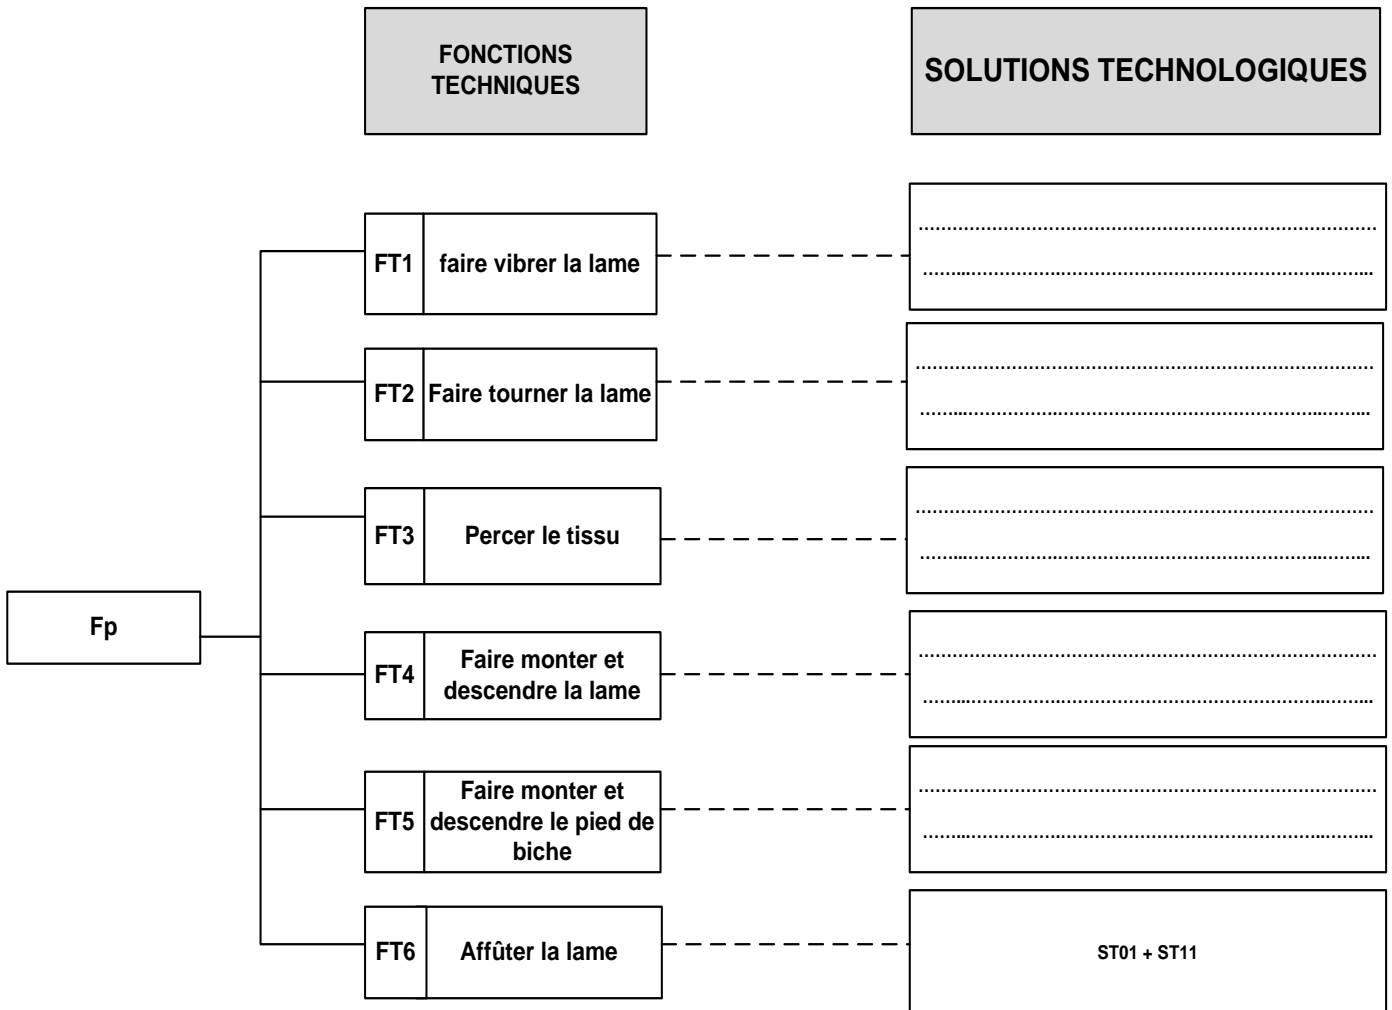 FONCTIONS
TECHNIQUES
SOLUTIONS TECHNOLOGIQUES
FT1
faire vibrer la lame
................................................................................
................................................................................
FT2
Faire tourner la lame
................................................................................
................................................................................
FT3
Percer le tissu
................................................................................
................................................................................
Fp
FT4
Faire monter et
descendre la lame
................................................................................
................................................................................
FT5
Faire monter et
descendre le pied de
biche
................................................................................
................................................................................
FT6
Affûter la lame
ST01 + ST11